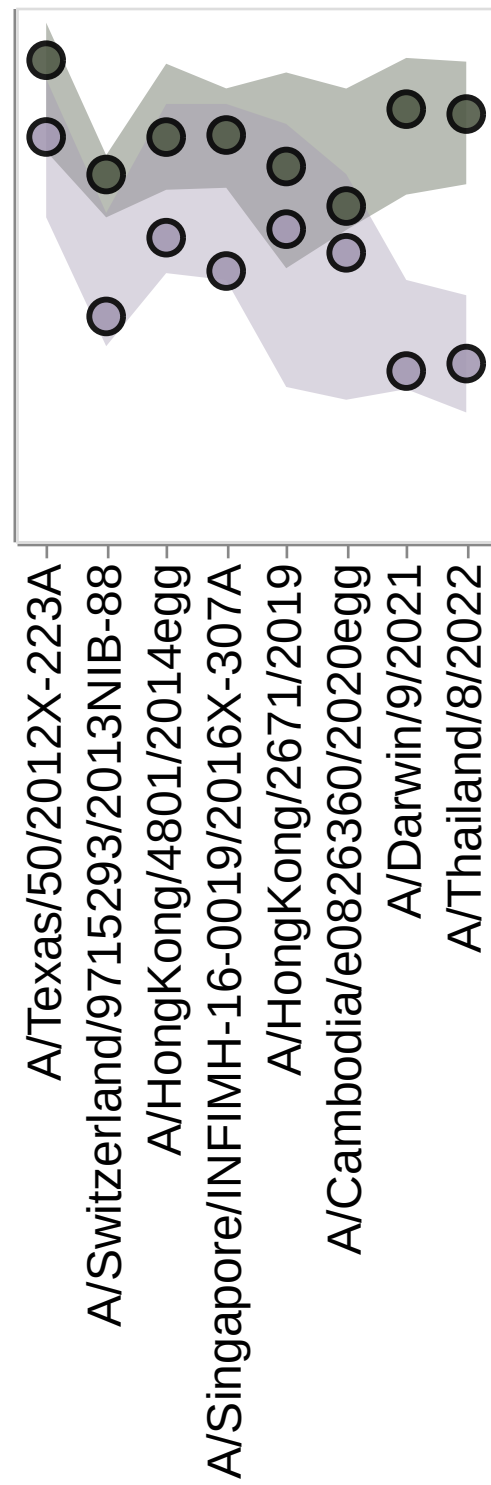 A/Texas/50/2012X-223A
A/Switzerland/9715293/2013NIB-88
A/HongKong/4801/2014egg
A/Singapore/INFIMH-16-0019/2016X-307A
A/HongKong/2671/2019
A/Cambodia/e0826360/2020egg
A/Darwin/9/2021
A/Thailand/8/2022